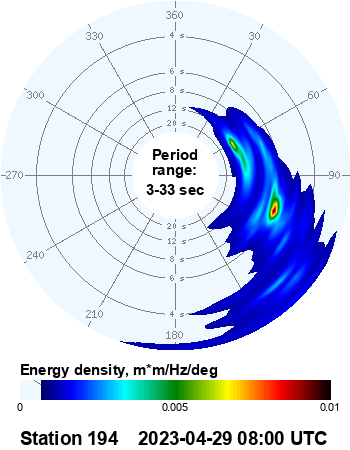 360
330 30
4 s
300 60
6 s
8 s
12 s
20 s
Period
range:
3-33 sec
-270 90-
20 s
12 s
8 s
6 s
240
4 s
210
180
Energy density, m*m/Hz/deg
0 0.005 0.01
Station 194 2023-04-29 08:00 UTC